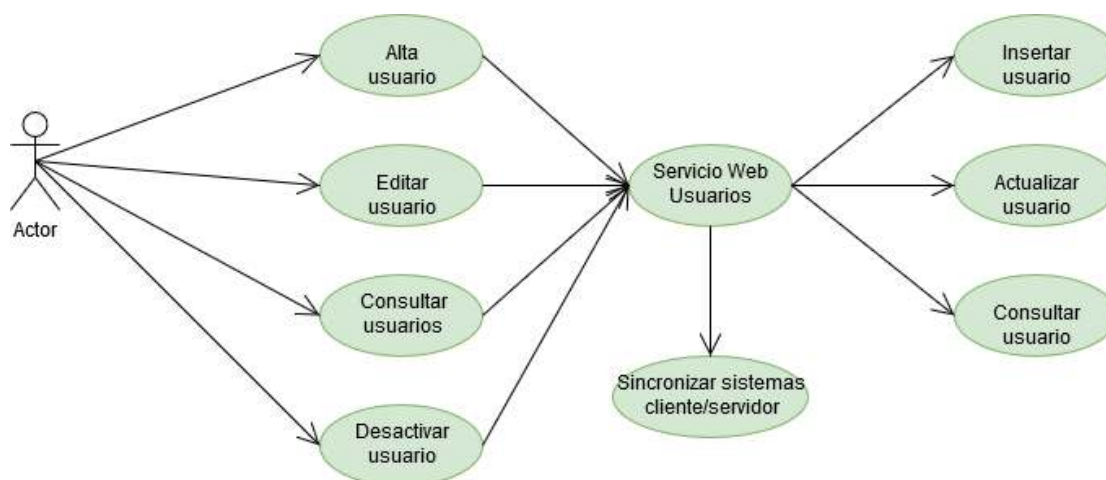 Alta
usuario
Insertar
usuario
Actor
Editar
usuario
Servicio Web
Usuarios
Actualizar
usuario
Consultar
usuarios
Consultar
usuario
Sincronizar sistemas
cliente/servidor
Desactivar
usuario